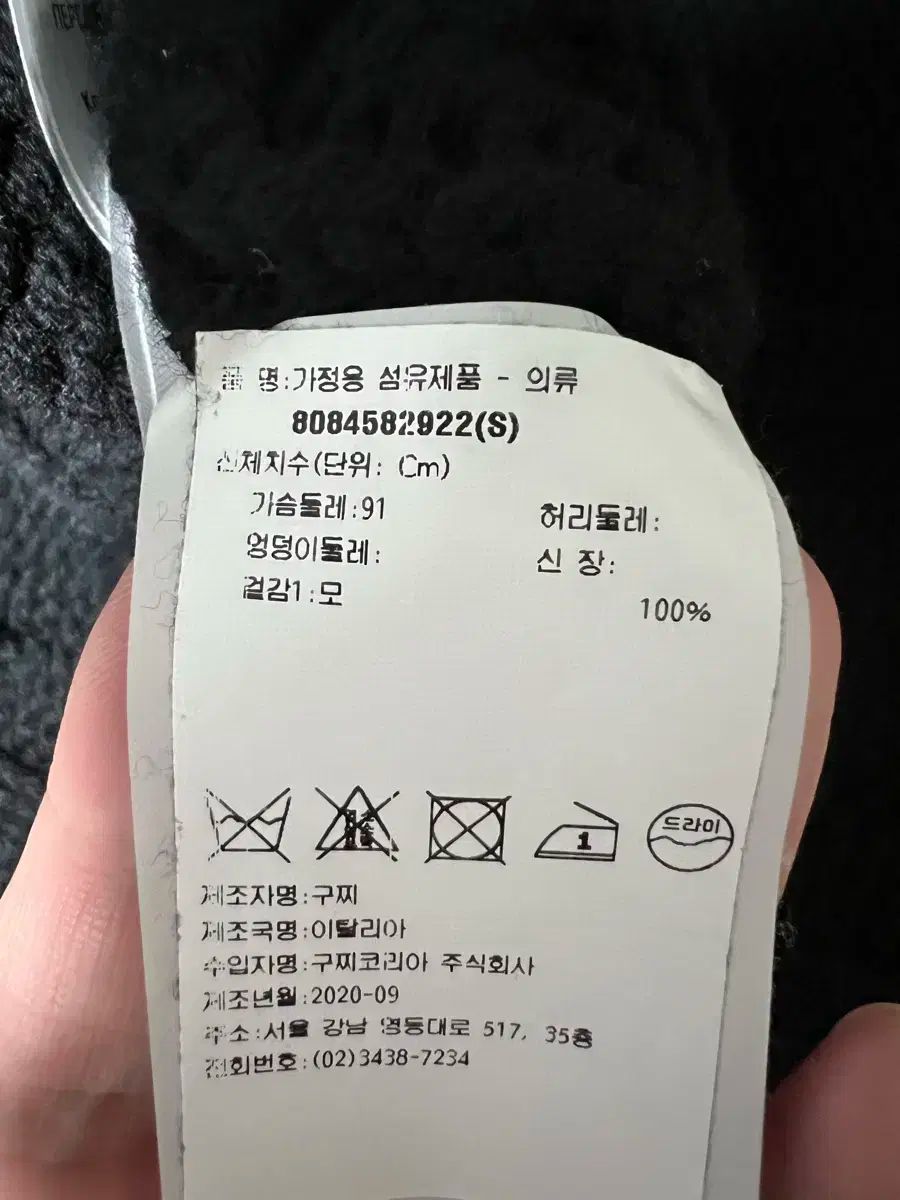 품 명:가정용 섬유제품 - 의류
8084582922(S)
신체치수(단위: Cm)
가슴둘레:91 허리둘레:
엉덩이둘레: 신 장:
겉감1:모 100%
1 드라이
제조자명:구찌
제조국명:이탈리아
수입자명:구찌코리아 주식회사
제조년월:2020-09
주소:서울 강남 영동대로 517, 35층
전화번호:(02)3438-7234